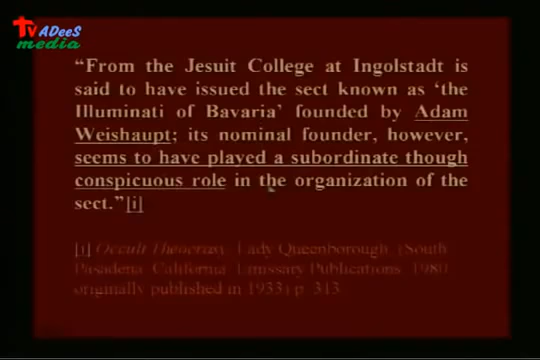 TV ADeeS
media
“From the Jesuit College at Ingolstadt is
said to have issued the sect known as ‘the
Illuminati of Bavaria’ founded by Adam
Weishaupt; its nominal founder, however,
seems to have played a subordinate though
conspicuous role in the organization of the
sect.”[i]
[i] Occult Theocrasy, Lady Queenborough, (South
Pasadena, California: Emissary Publications, 1980
originally published in 1933) p. 313